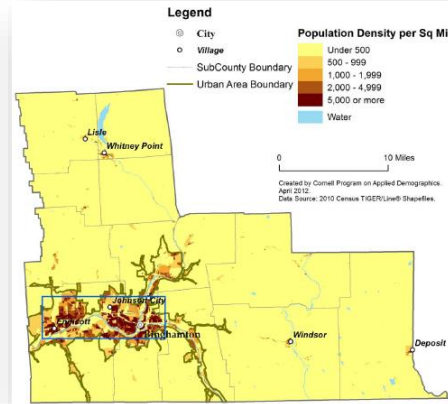 Legend
City
Village
SubCounty Boundary
Urban Area Boundary
Population Density per Sq Mi
Under 500
500 - 999
1,000 - 1,999
2,000 - 4,999
5,000 or more
Water
0 10 Miles
Created by Cornell Program on Applied Demographics.
April 2012.
Data Source: 2010 Census TIGER/Line® Shapefiles.
Lisle
Whitney Point
Johnson City
Endicott
Binghamton
Windsor
Deposit